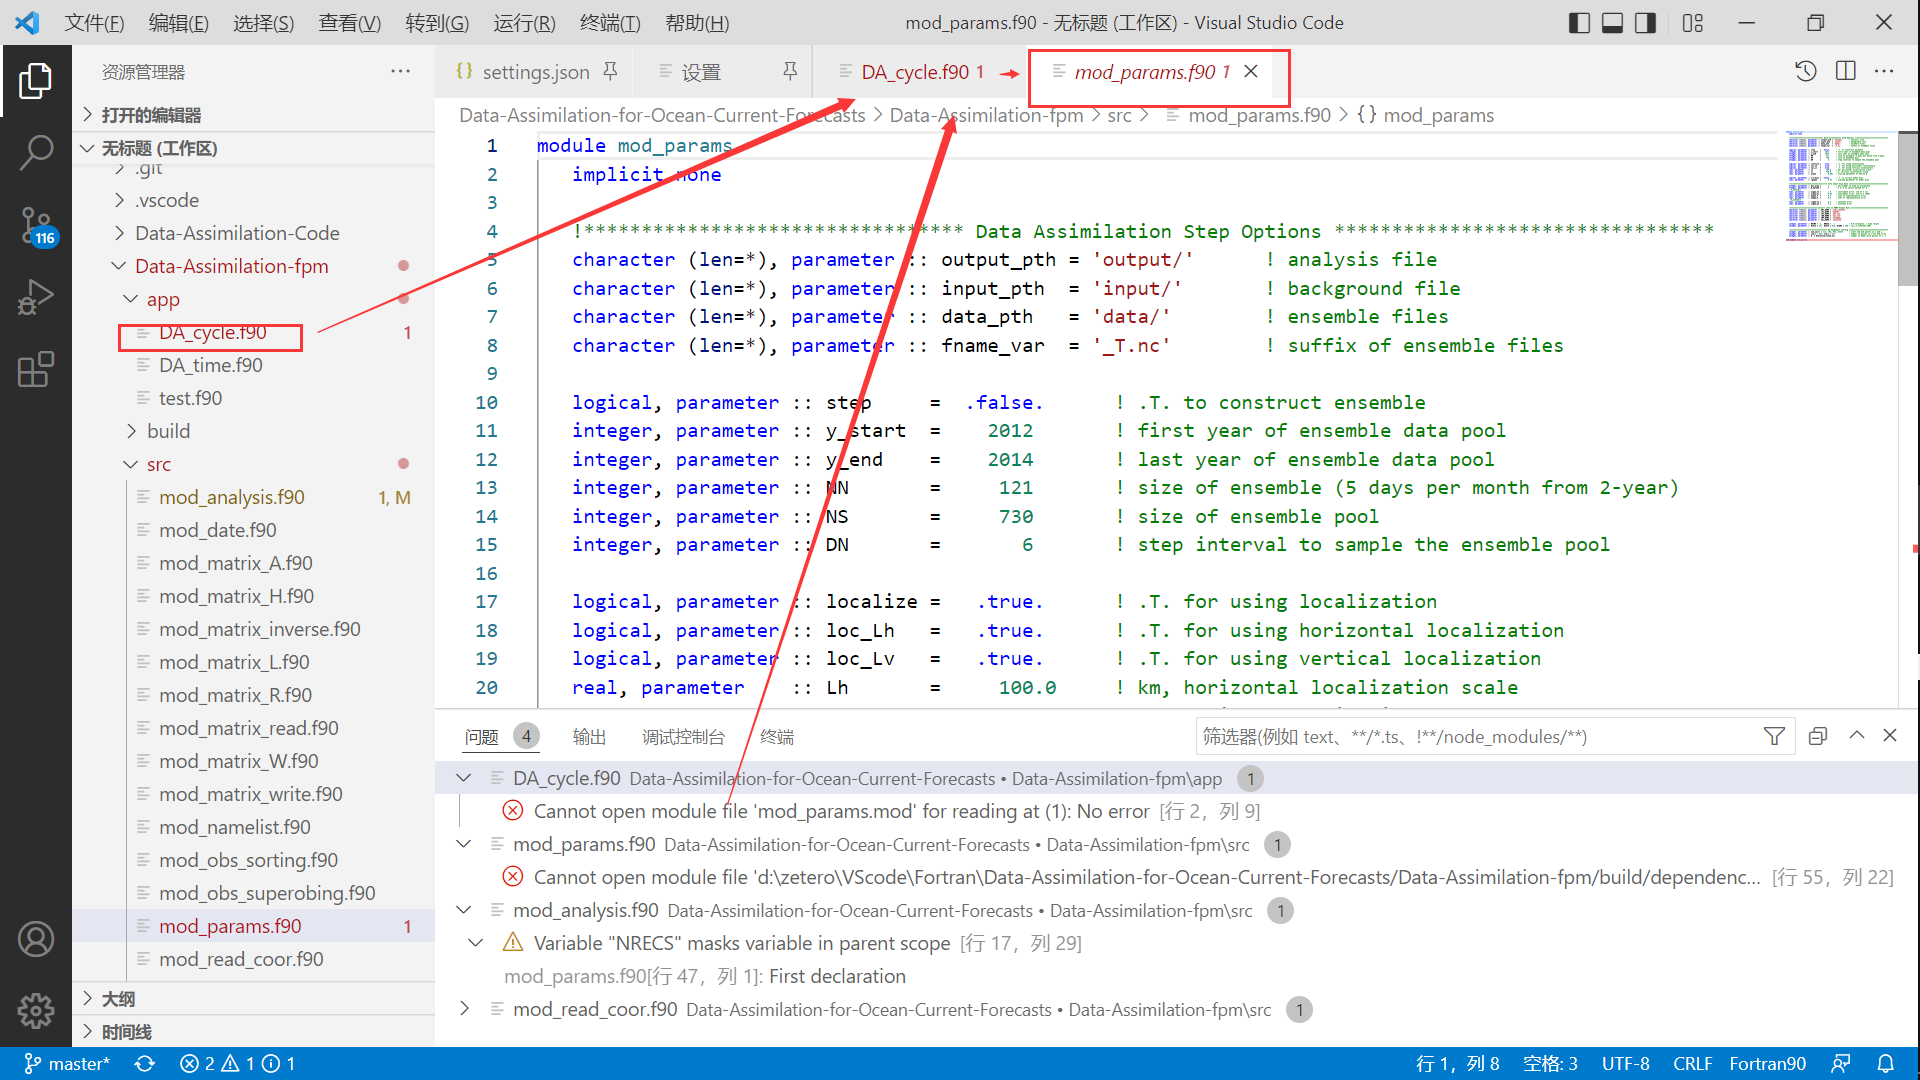 文件(F) 编辑(E) 选择(S) 查看(V) 转到(G) 运行(R) 终端(T) 帮助(H) mod_params.f90 - 无标题 (工作区) - Visual Studio Code
资源管理器
settings.json 设置 DA_cycle.f90 1 mod_params.f90 1
打开的编辑器
无标题 (工作区)
.git
.vscode
Data-Assimilation-Code
Data-Assimilation-fpm
app
DA_cycle.f90 1
DA_time.f90
test.f90
build
src
mod_analysis.f90 1, M
mod_date.f90
mod_matrix_A.f90
mod_matrix_H.f90
mod_matrix_inverse.f90
mod_matrix_L.f90
mod_matrix_R.f90
mod_matrix_read.f90
mod_matrix_W.f90
mod_matrix_write.f90
mod_namelist.f90
mod_obs_sorting.f90
mod_obs_superobing.f90
mod_params.f90 1
mod_read_coor.f90
大纲
时间线
116
Data-Assimilation-for-Ocean-Current-Forecasts > Data-Assimilation-fpm > src > mod_params.f90 > {} mod_params
1 module mod_params
2 implicit none
3
4 !********************************* Data Assimilation Step Options *********************************
5 character (len=*), parameter :: output_pth = 'output/' ! analysis file
6 character (len=*), parameter :: input_pth = 'input/' ! background file
7 character (len=*), parameter :: data_pth = 'data/' ! ensemble files
8 character (len=*), parameter :: fname_var = '_T.nc' ! suffix of ensemble files
9
10 logical, parameter :: step = .false. ! .T. to construct ensemble
11 integer, parameter :: y_start = 2012 ! first year of ensemble data pool
12 integer, parameter :: y_end = 2014 ! last year of ensemble data pool
13 integer, parameter :: NN = 121 ! size of ensemble (5 days per month from 2-year)
14 integer, parameter :: NS = 730 ! size of ensemble pool
15 integer, parameter :: DN = 6 ! step interval to sample the ensemble pool
16
17 logical, parameter :: localize = .true. ! .T. for using localization
18 logical, parameter :: loc_Lh = .true. ! .T. for using horizontal localization
19 logical, parameter :: loc_Lv = .true. ! .T. for using vertical localization
20 real, parameter :: Lh = 100.0 ! km, horizontal localization scale
问题 4 输出 调试控制台 终端 筛选器(例如 text、**/*.ts、!**/node_modules/**)
DA_cycle.f90 Data-Assimilation-for-Ocean-Current-Forecasts • Data-Assimilation-fpm\app 1
Cannot open module file 'mod_params.mod' for reading at (1): No error [行 2，列 9]
mod_params.f90 Data-Assimilation-for-Ocean-Current-Forecasts • Data-Assimilation-fpm\src 1
Cannot open module file 'd:\zetero\VScode\Fortran\Data-Assimilation-for-Ocean-Current-Forecasts/Data-Assimilation-fpm/build/dependenc... [行 55，列 22]
mod_analysis.f90 Data-Assimilation-for-Ocean-Current-Forecasts • Data-Assimilation-fpm\src 1
Variable "NRECS" masks variable in parent scope [行 17，列 29]
mod_params.f90[行 47，列 1]: First declaration
mod_read_coor.f90 Data-Assimilation-for-Ocean-Current-Forecasts • Data-Assimilation-fpm\src 1
master* 2 1 1 行 1，列 8 空格: 3 UTF-8 CRLF Fortran90